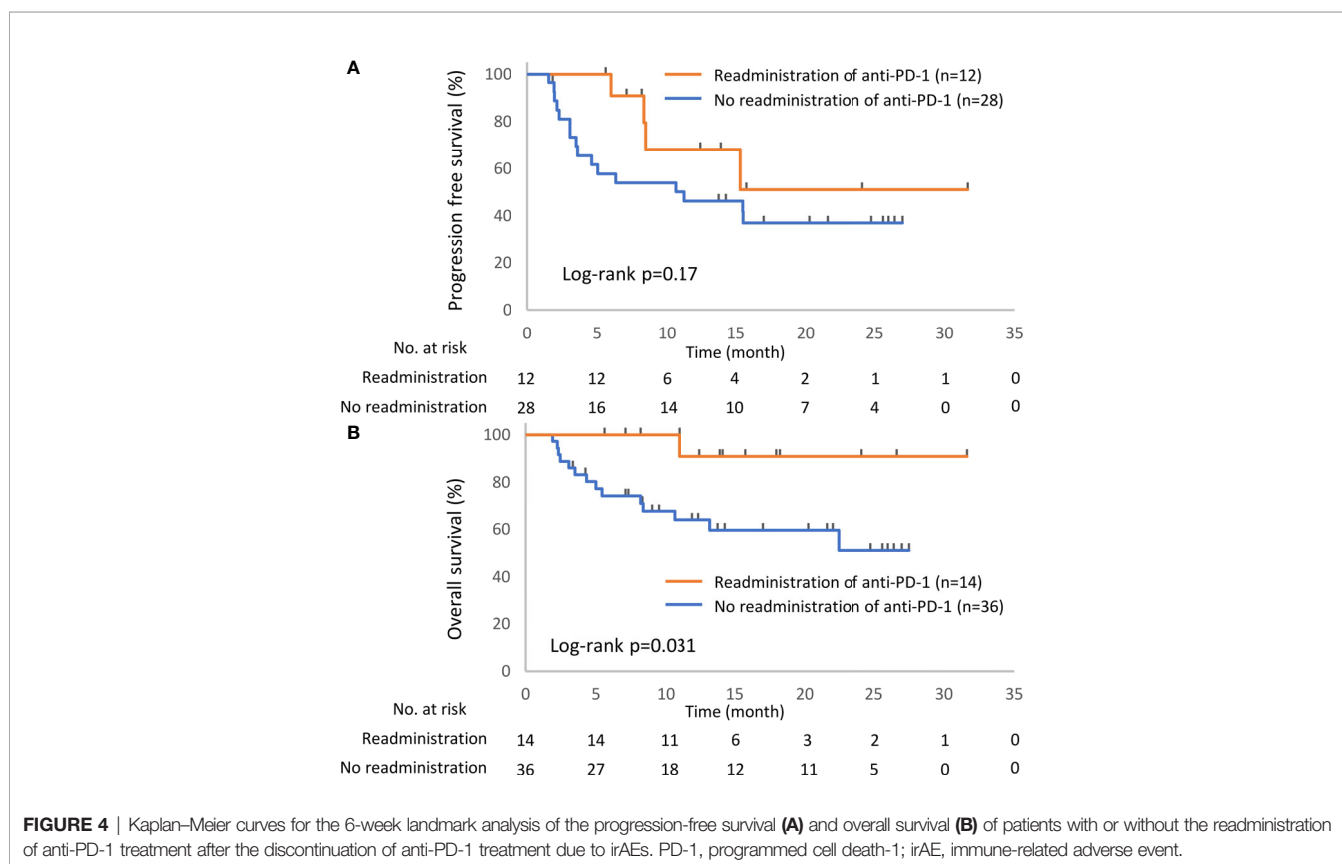 A
Readministration of anti-PD-1 (n=12)
No readministration of anti-PD-1 (n=28)
Progression free survival (%)
100
80
60
40
20
0
Log-rank p=0.17
0 5 10 15 20 25 30 35
Time (month)
No. at risk
Readministration 12 12 6 4 2 1 1 0
No readministration 28 16 14 10 7 4 0 0
B
Overall survival (%)
100
80
60
40
20
0
Readministration of anti-PD-1 (n=14)
No readministration of anti-PD-1 (n=36)
Log-rank p=0.031
0 5 10 15 20 25 30 35
Time (month)
No. at risk
Readministration 14 14 11 6 3 2 1 0
No readministration 36 27 18 12 11 5 0 0
FIGURE 4 | Kaplan–Meier curves for the 6-week landmark analysis of the progression-free survival (A) and overall survival (B) of patients with or without the readministration
of anti-PD-1 treatment after the discontinuation of anti-PD-1 treatment due to irAEs. PD-1, programmed cell death-1; irAE, immune-related adverse event.